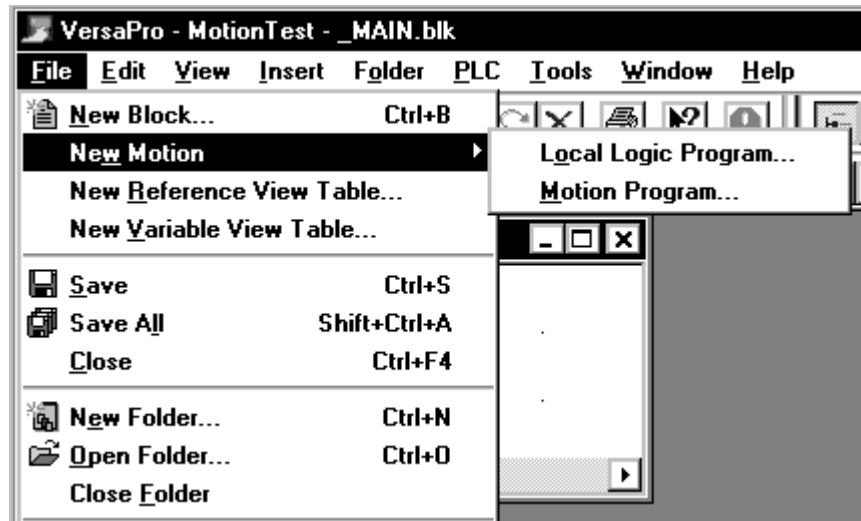 VersaPro - MotionTest - _MAIN.blk
File Edit View Insert Folder PLC Tools Window Help
New Block... Ctrl+B
New Motion
Local Logic Program...
Motion Program...
New Reference View Table...
New Variable View Table...
Save Ctrl+S
Save All Shift+Ctrl+A
Close Ctrl+F4
New Folder... Ctrl+N
Open Folder... Ctrl+O
Close Folder